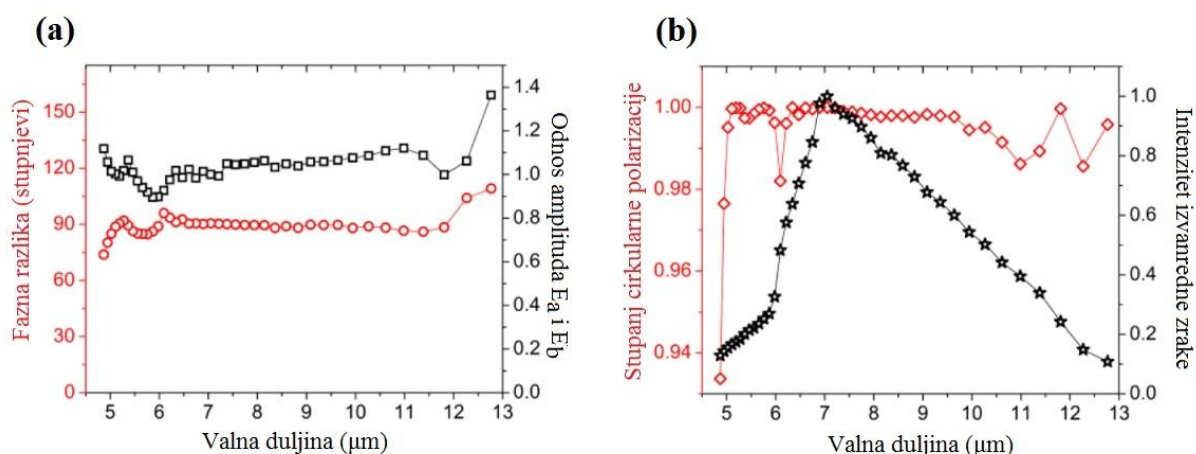 (a)
Fazna razlika (stupnjevi)
150
120
90
60
30
0
1.4
1.2
1.0
0.8
0.6
0.4
0.2
0.0
Odnos amplituda Ea i Eb
5 6 7 8 9 10 11 12 13
Valna duljina (μm)
(b)
Stupanj cirkularne polarizacije
1.00
0.98
0.96
0.94
1.0
0.8
0.6
0.4
0.2
0.0
Intenzitet izvanredne zrake
5 6 7 8 9 10 11 12 13
Valna duljina (μm)